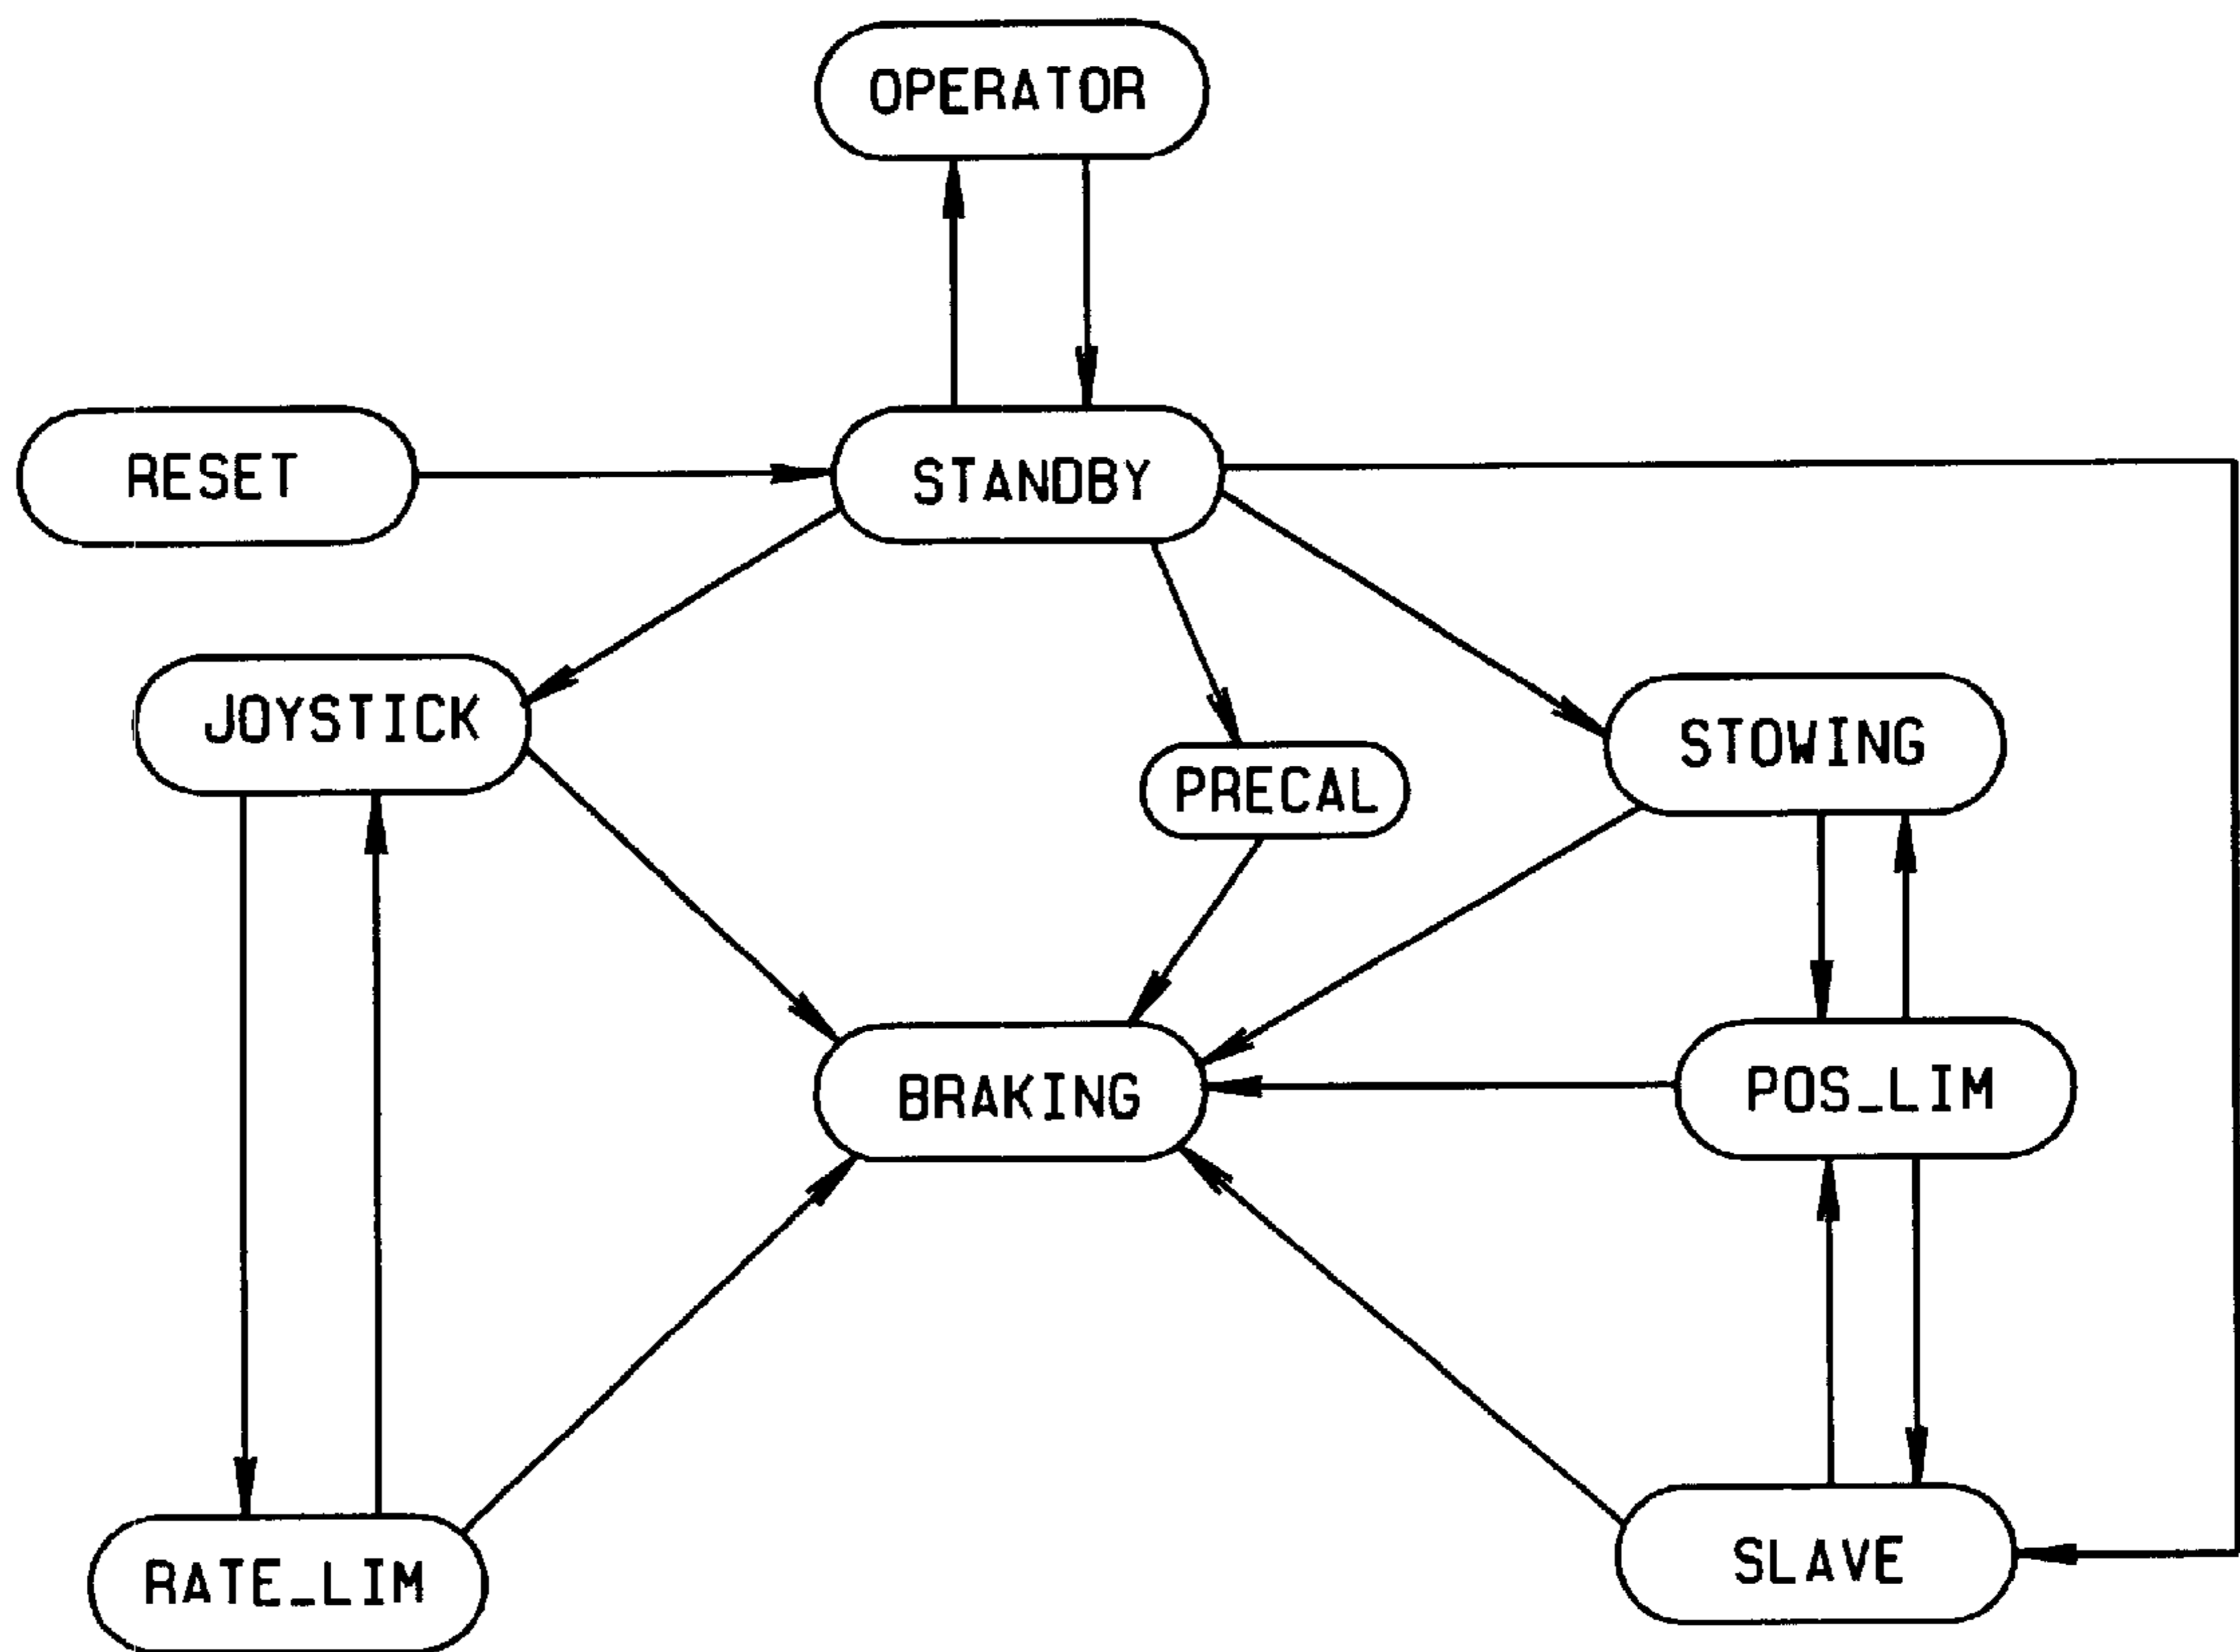 OPERATOR
RESET
STANDBY
JOYSTICK
STOWING
PRECAL
BRAKING
POS_LIM
RATE_LIM
SLAVE